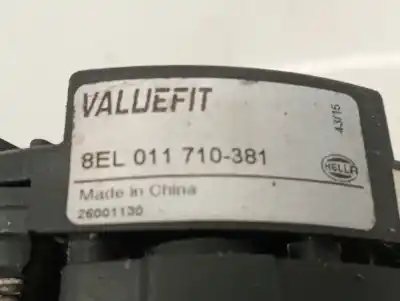 VALUEFIT
43/15
8EL 011 710-381
HELLA
Made in China
26001130